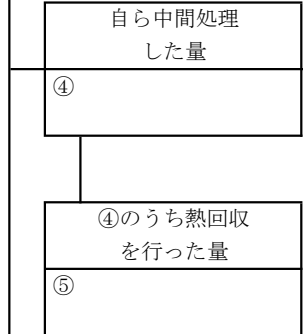 自ら中間処理
した量
④
④のうち熱回収
を行った量
⑤